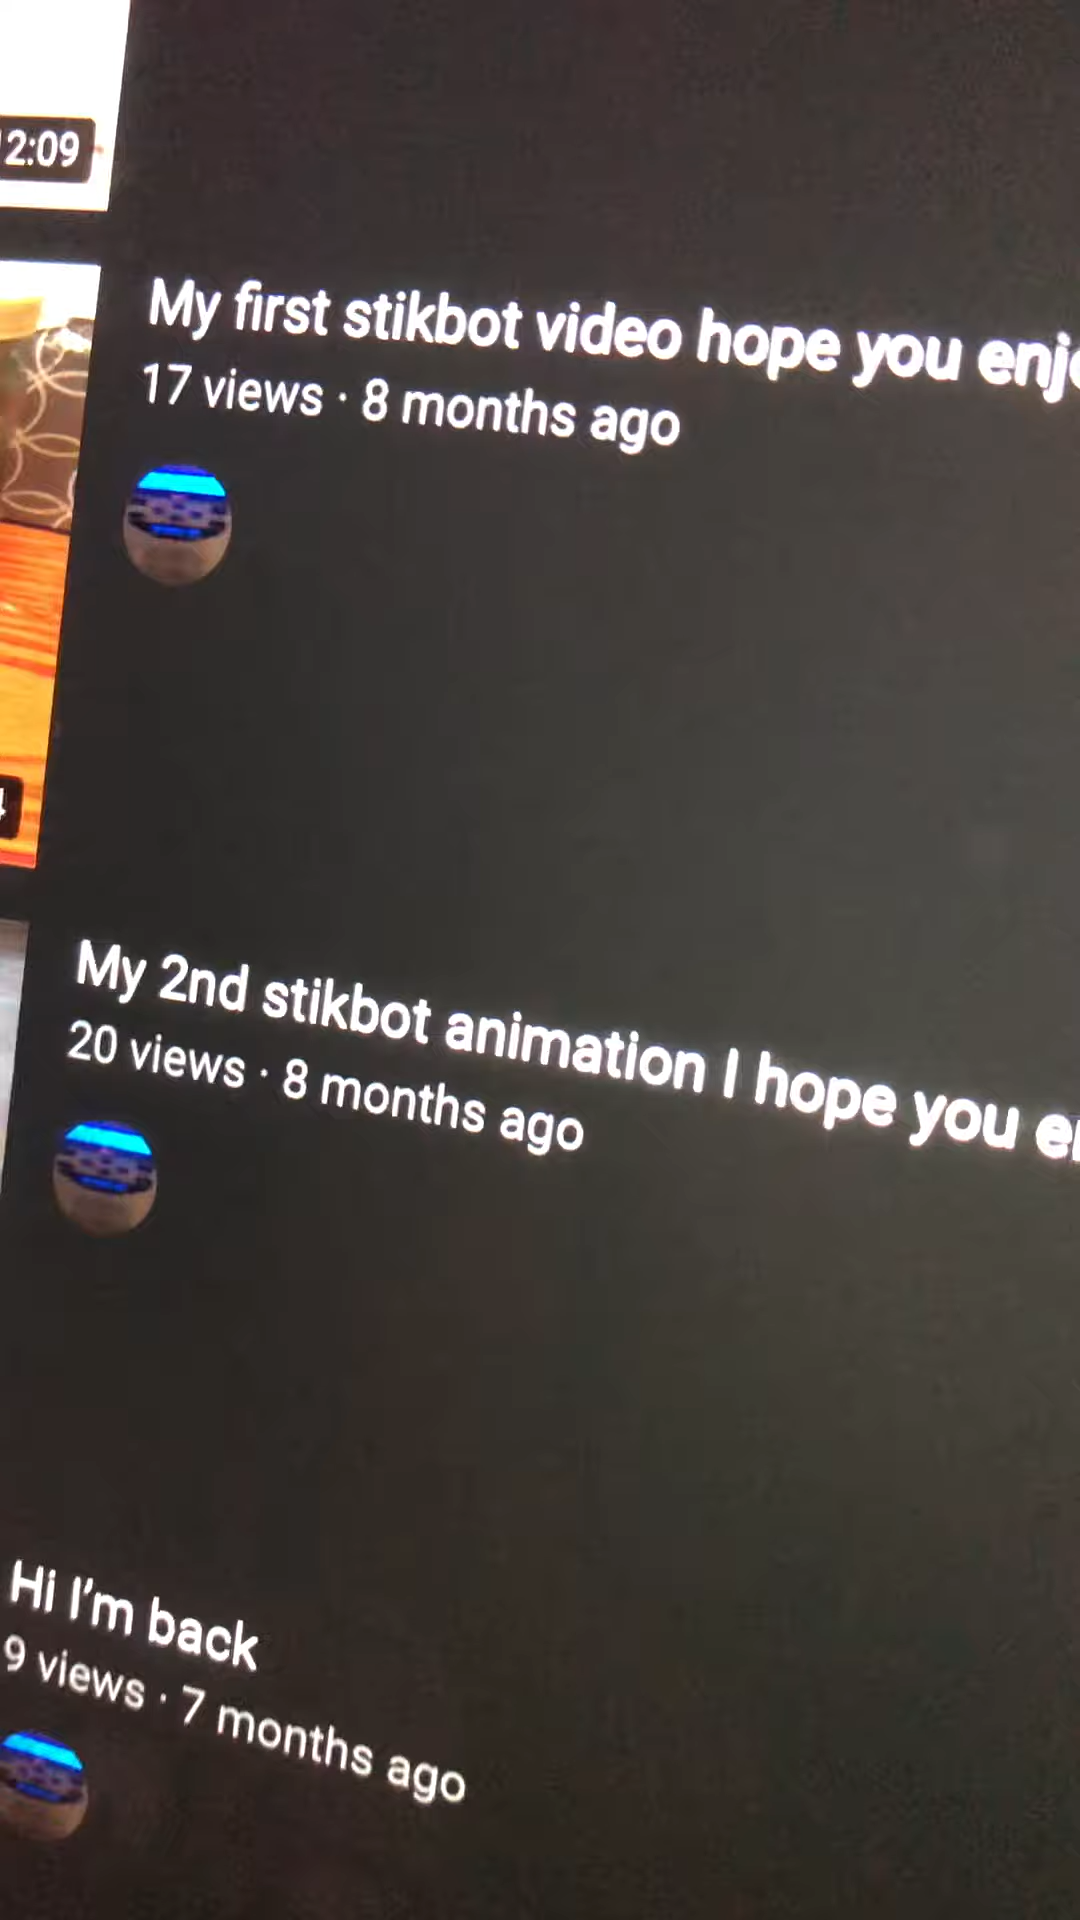 2:09
My first stikbot video hope you
17 views · 8 months ago
My 2nd stikbot animation I hope you
20 views · 8 months ago
Hi I'm back
9 views · 7 months ago